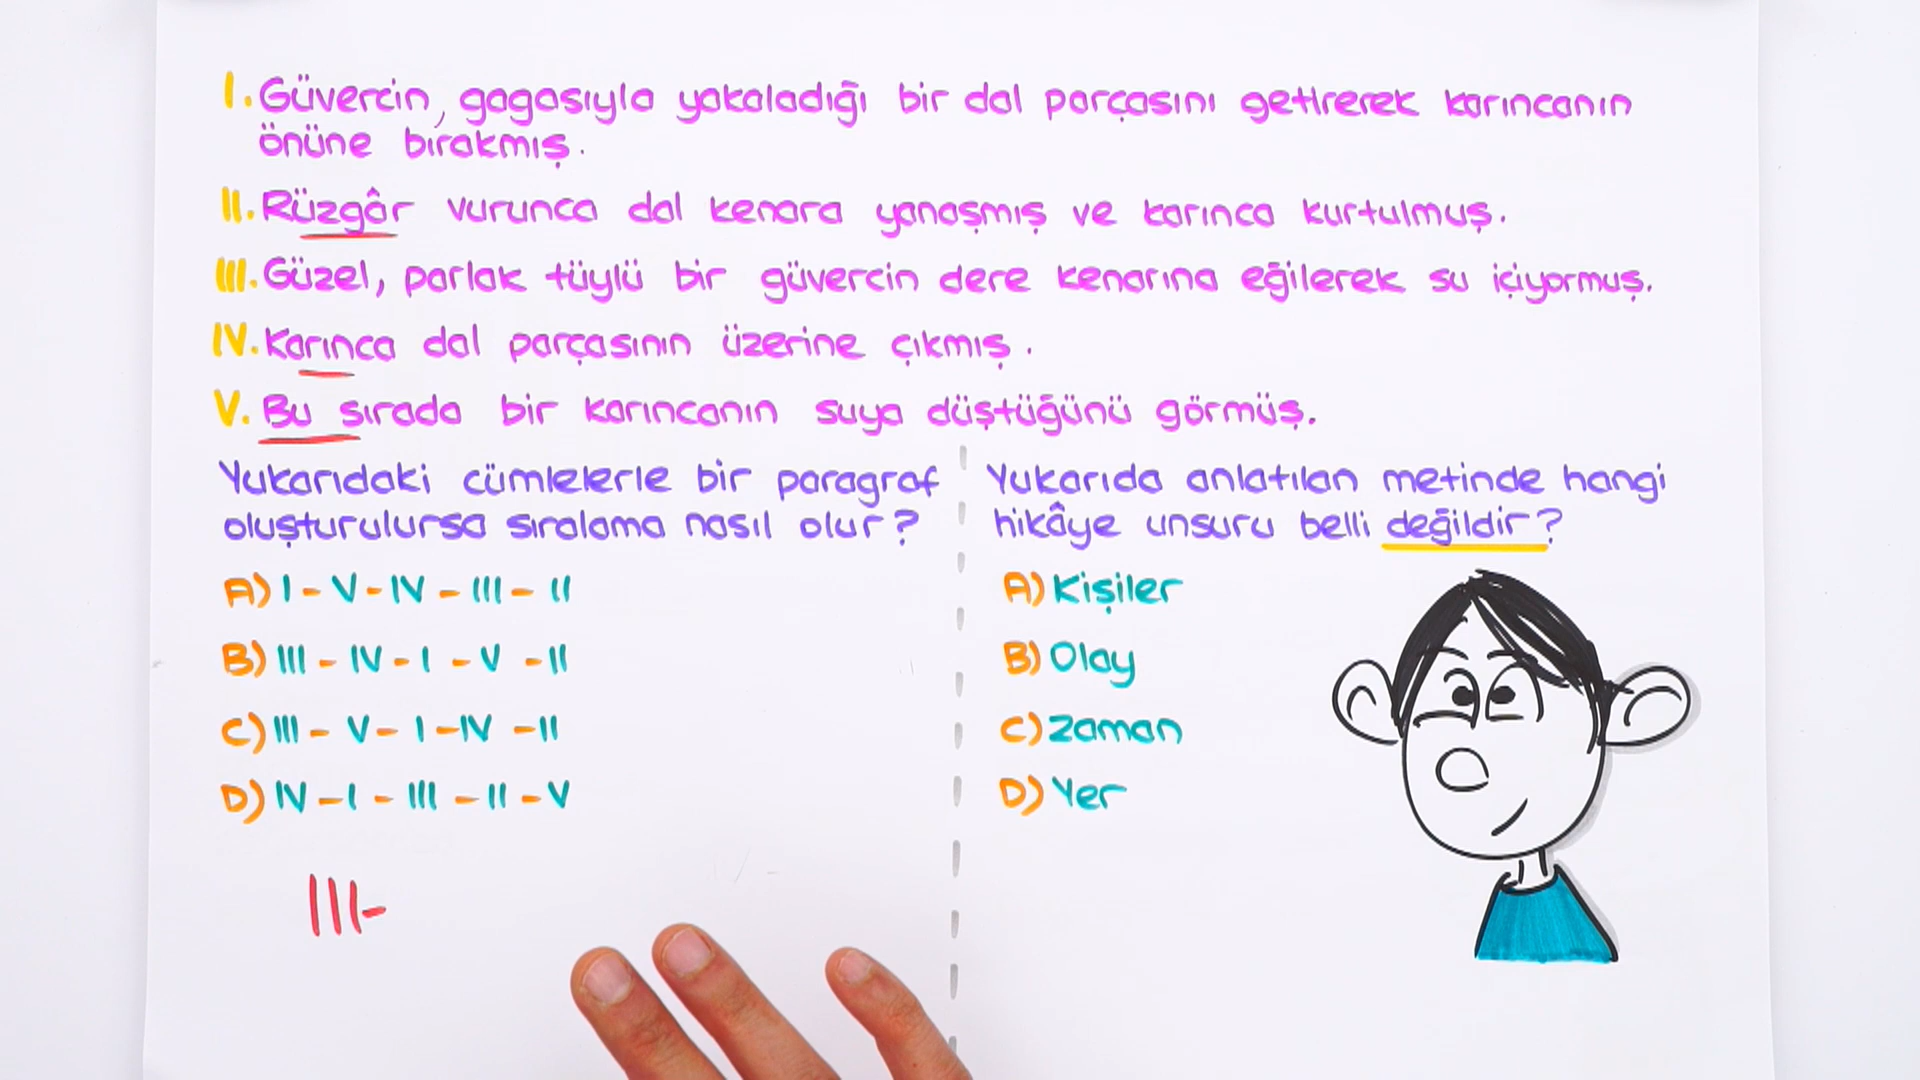 I. Güvercin, gagasıyla yakaladığı bir dal parçasını getirerek karıncanın
önüne bırakmış.
II. Rüzgâr vurunca dal kenara yanaşmış ve karınca kurtulmuş.
III. Güzel, parlak tüylü bir güvercin dere kenarına eğilerek su içiyormuş.
IV. Karınca dal parçasının üzerine çıkmış.
V. Bu sırada bir karıncanın suya düştüğünü görmüş.
Yukarıdaki cümlelerle bir paragraf
oluşturulursa sıralama nasıl olur?
A) I - V - IV - III - II
B) III - IV - I - V - II
C) III - V - I - IV - II
D) IV - I - III - II - V
III-
Yukarıda anlatılan metinde hangi
hikâye unsuru belli değildir?
A) Kişiler
B) Olay
C) Zaman
D) Yer